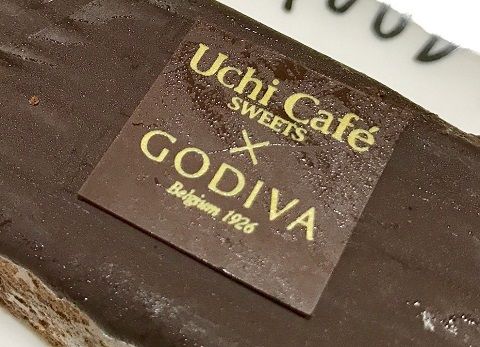 Uchi Café
SWEETS
×
GODIVA
Belgium 1926